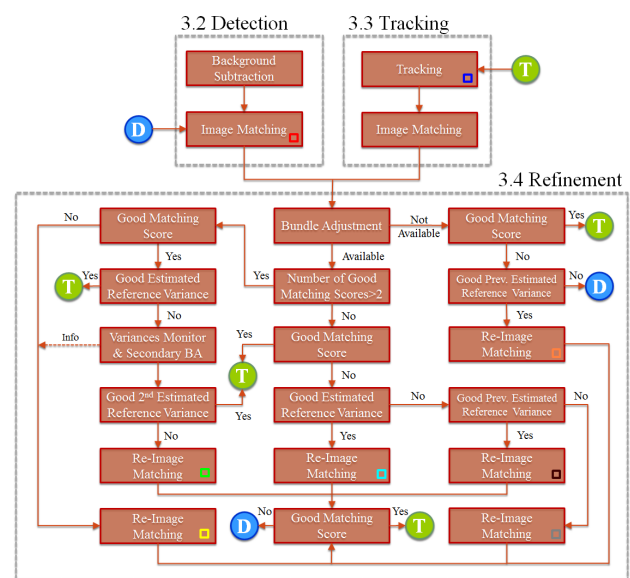 3.2 Detection
3.3 Tracking
Background
Subtraction
Tracking
T
D
Image Matching
Image Matching
3.4 Refinement
No
Good Matching
Score
Bundle Adjustment
Not
Available
Good Matching
Score
Yes
T
Yes
Available
No
T
Yes
Good Estimated
Reference Variance
Yes
Number of Good
Matching Scores>2
Good Prev. Estimated
Reference Variance
No
D
No
No
Yes
Info
Variances Monitor
& Secondary BA
Yes
Good Matching
Score
Re-Image
Matching
T
No
Good 2nd Estimated
Reference Variance
Yes
Good Estimated
Reference Variance
No
Good Prev. Estimated
Reference Variance
No
No
Yes
Yes
Re-Image
Matching
Re-Image
Matching
Re-Image
Matching
Re-Image
Matching
D
No
Good Matching
Score
Yes
T
Re-Image
Matching